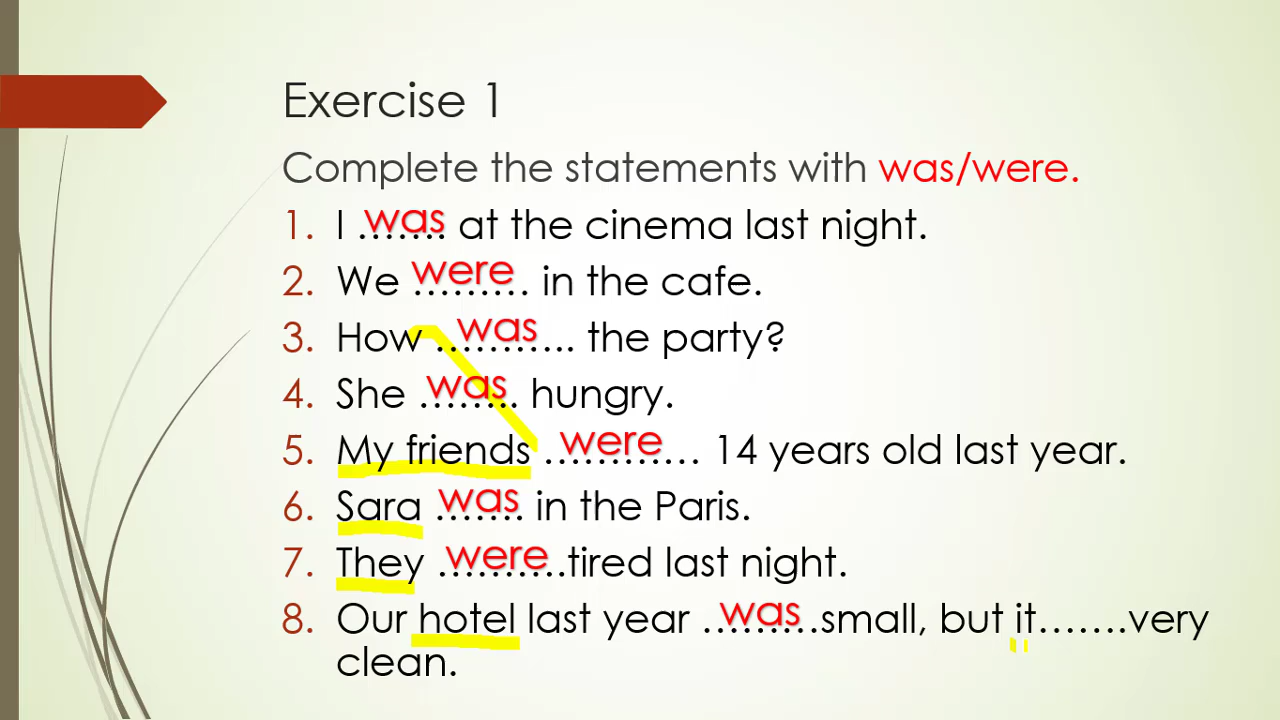 Exercise 1
Complete the statements with was/were.
1. I ...was... at the cinema last night.
2. We ...were... in the cafe.
3. How ...was... the party?
4. She ...was... hungry.
5. My friends ...were... 14 years old last year.
6. Sara ...was... in the Paris.
7. They ...were...tired last night.
8. Our hotel last year ...was...small, but it.......very
clean.